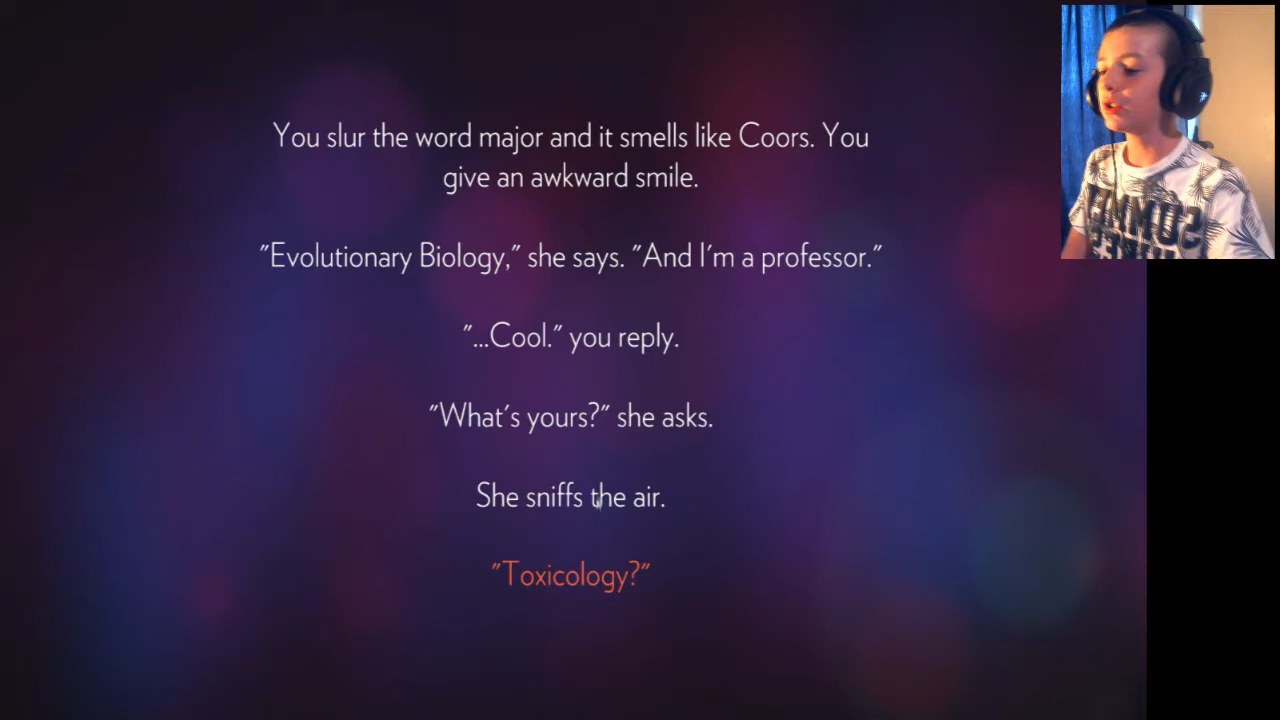 You slur the word major and it smells like Coors. You
give an awkward smile.
"Evolutionary Biology," she says. "And I'm a professor."
"...Cool." you reply.
"What's yours?" she asks.
She sniffs the air.
"Toxicology?"